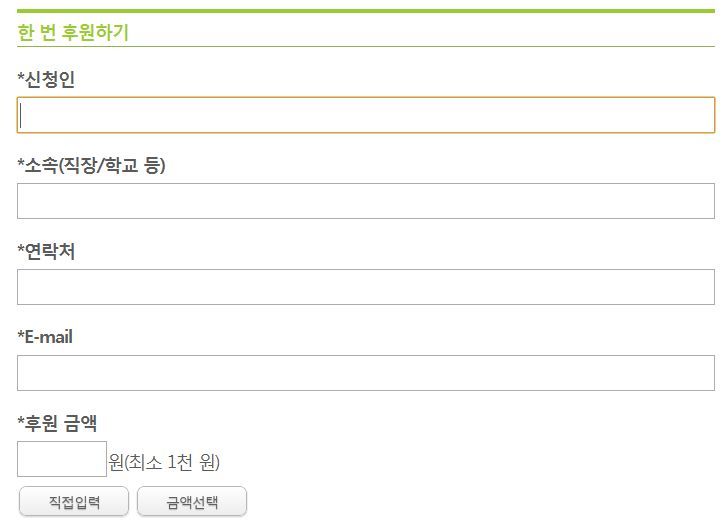 한 번 후원하기
*신청인
*소속(직장/학교 등)
*연락처
*E-mail
*후원 금액
원(최소 1천 원)
직접입력 금액선택